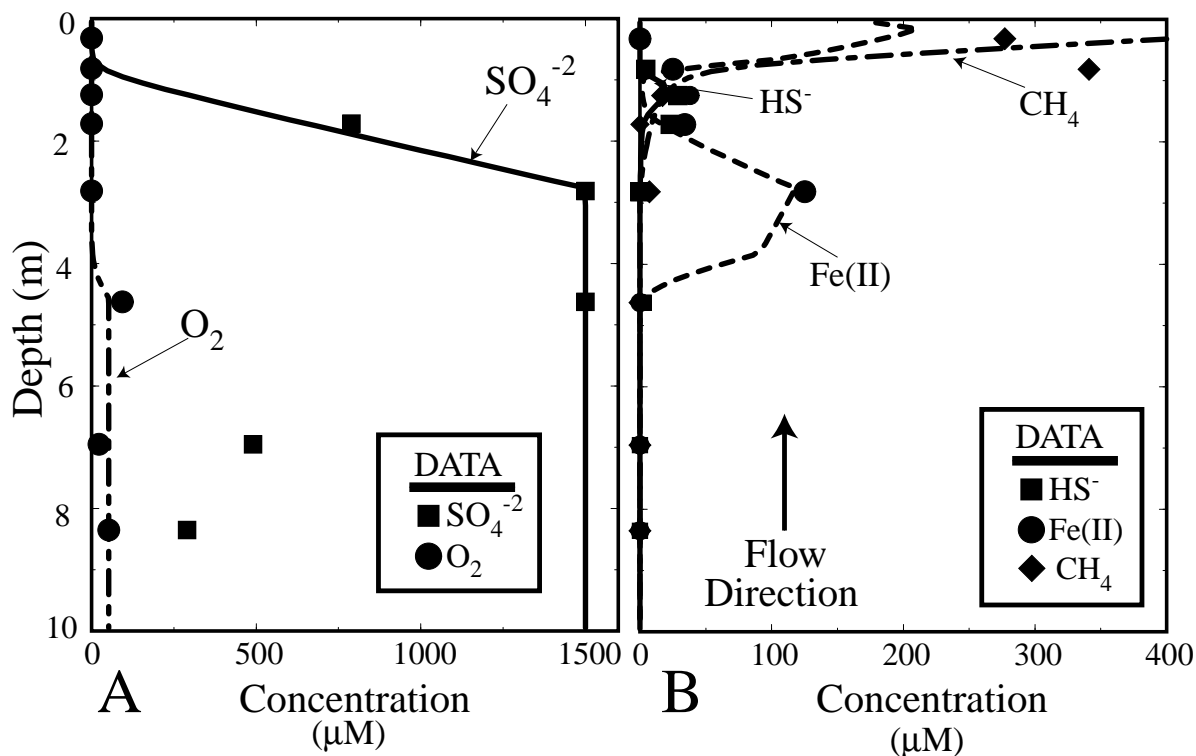 0
2
4
6
8
10
Depth (m)
SO4-2
O2
DATA
SO4-2
O2
0
500
1000
1500
A
Concentration
(μM)
HS-
CH4
Fe(II)
Flow
Direction
DATA
HS-
Fe(II)
CH4
0
100
200
300
400
B
Concentration
(μM)